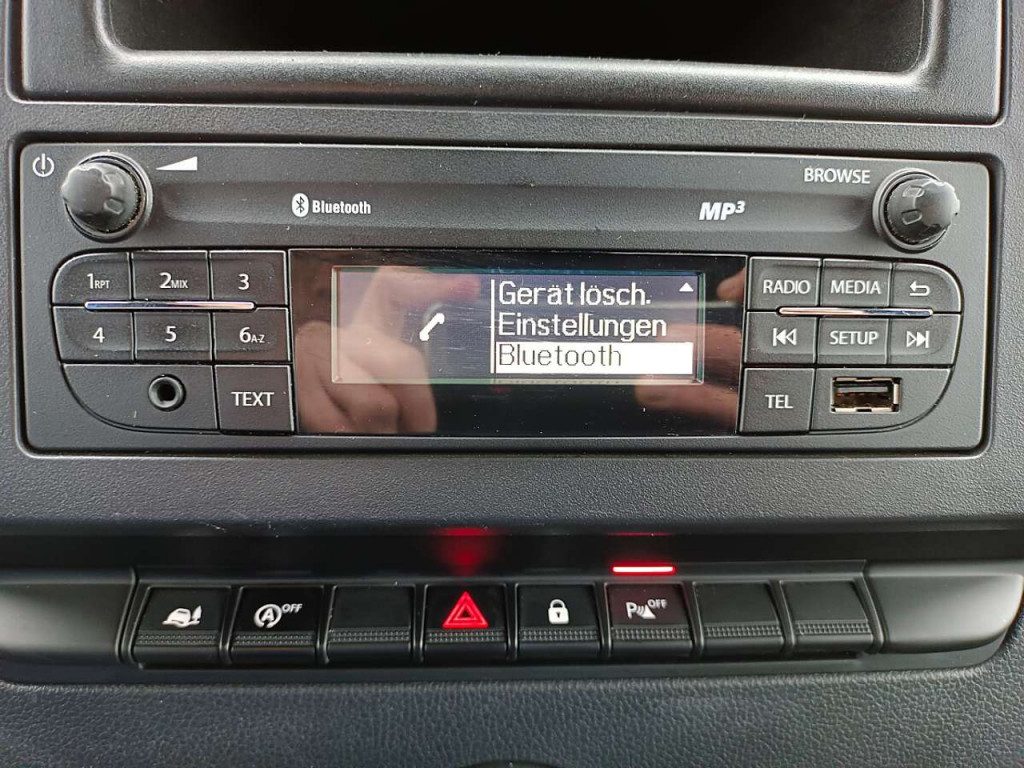 BROWSE
Bluetooth
MP3
1RPT 2MIX 3
4 5 6A-Z
TEXT
Gerät lösch.
Einstellungen
Bluetooth
RADIO MEDIA
SETUP
TEL
A OFF
P OFF